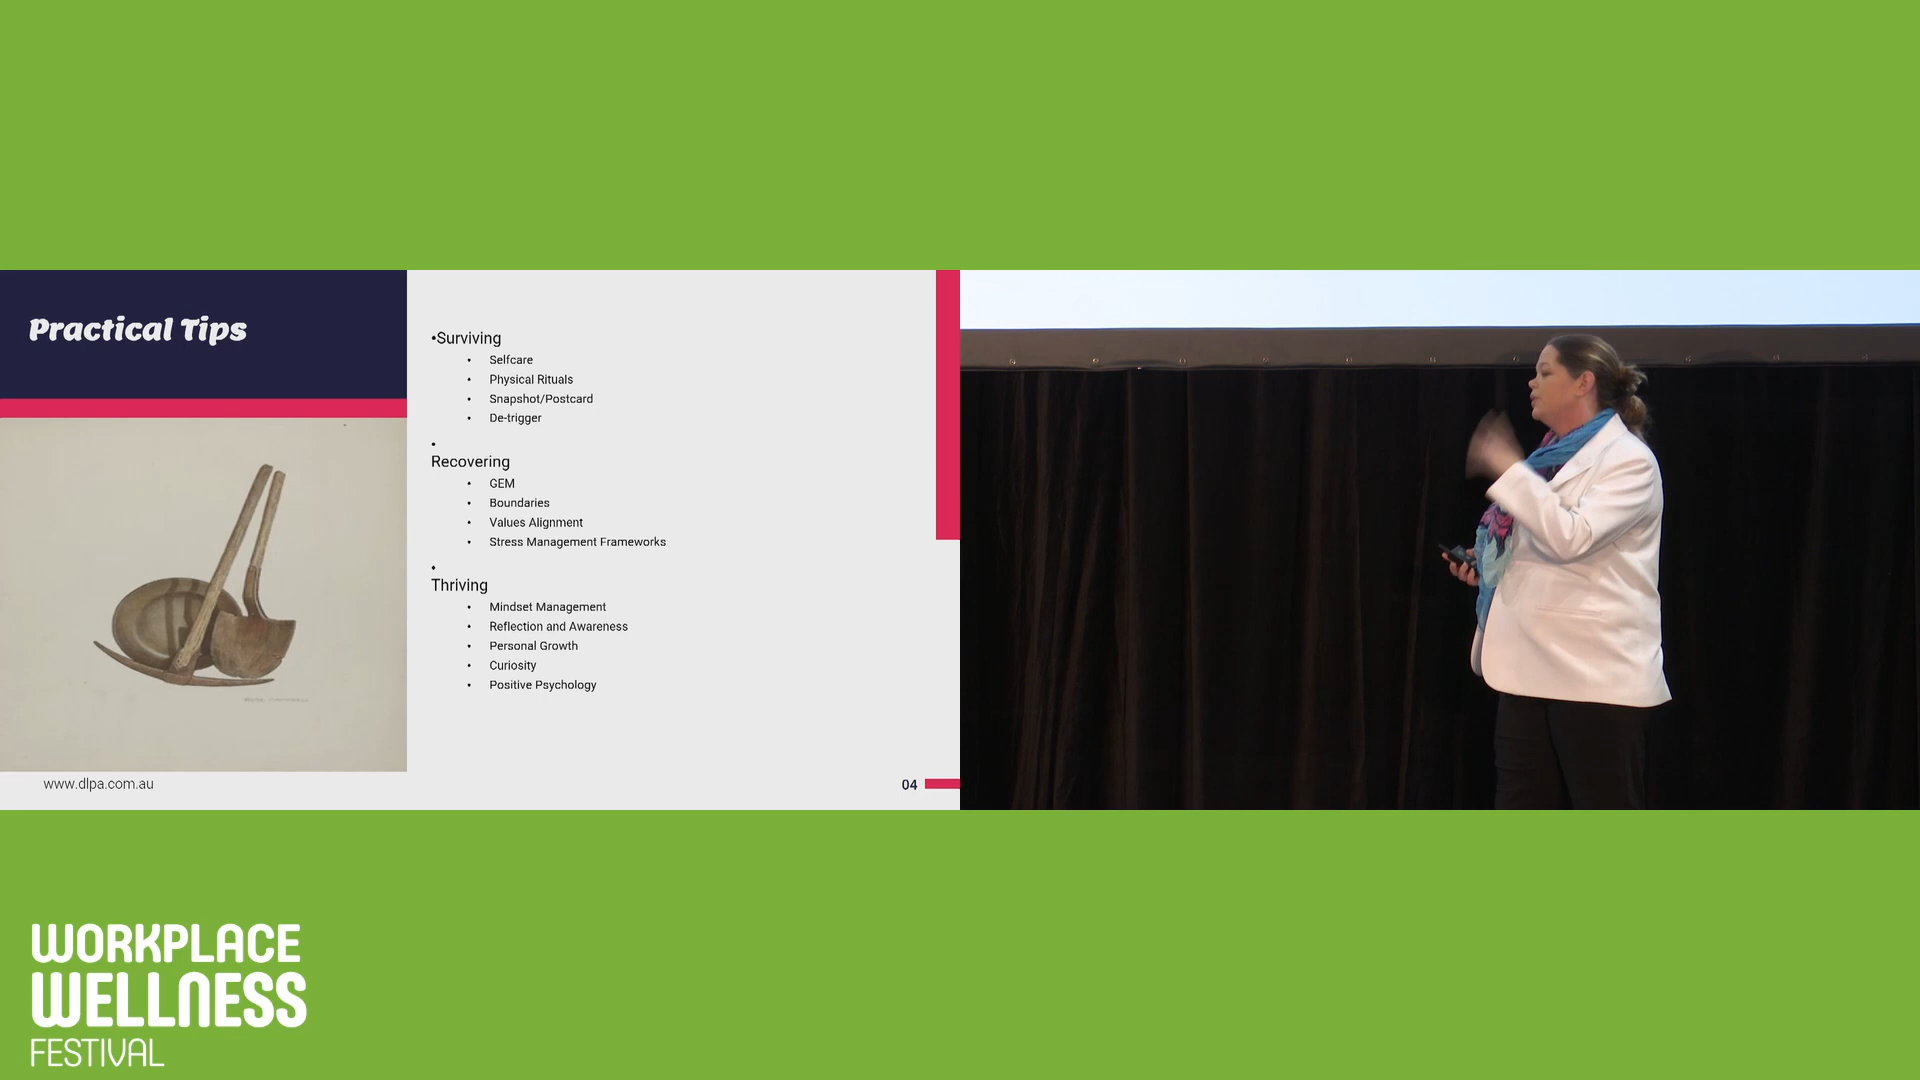 Practical Tips
•Surviving
• Selfcare
• Physical Rituals
• Snapshot/Postcard
• De-trigger
•
Recovering
• GEM
• Boundaries
• Values Alignment
• Stress Management Frameworks
•
Thriving
• Mindset Management
• Reflection and Awareness
• Personal Growth
• Curiosity
• Positive Psychology
www.dlpa.com.au
04
WORKPLACE
WELLNESS
FESTIVAL